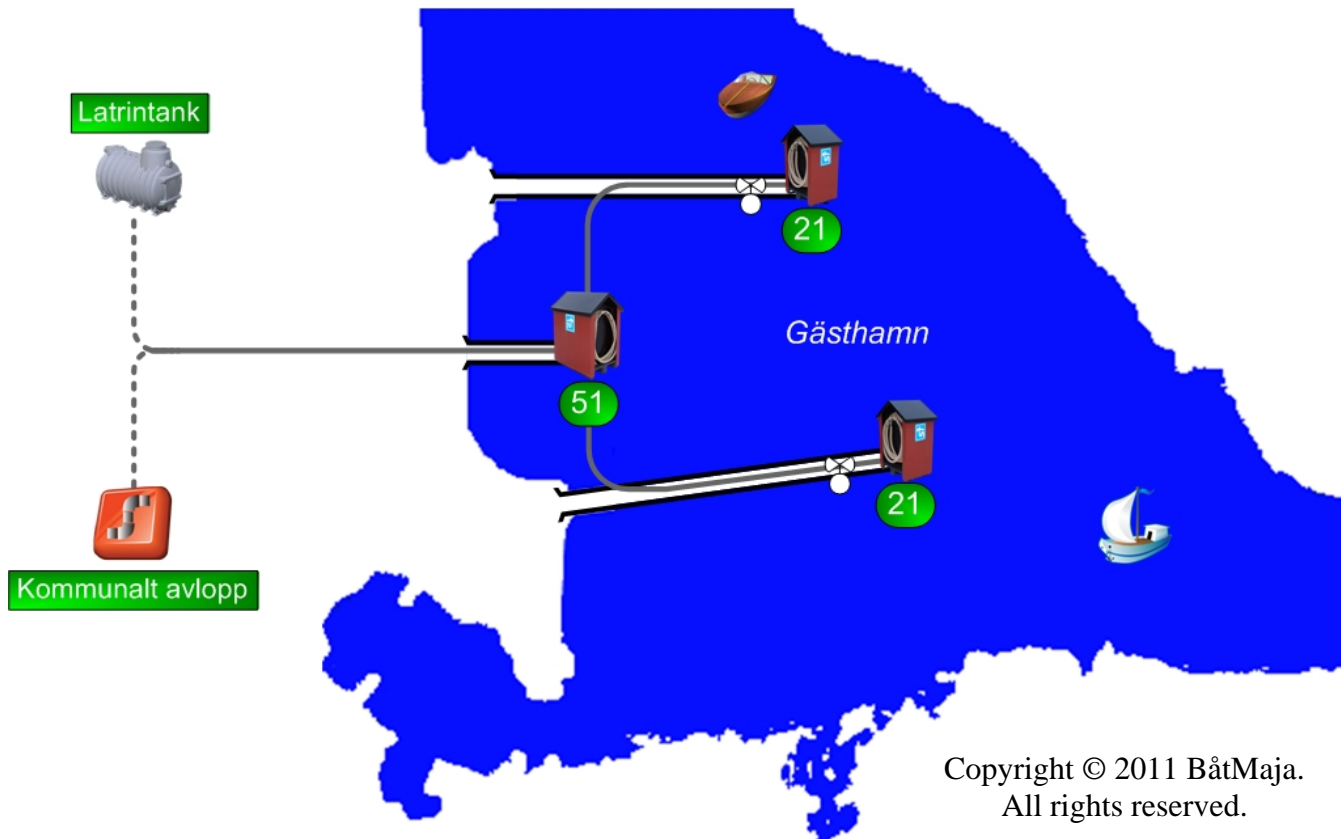 Latrintank
21
Gästhamn
51
21
Kommunalt avlopp
Copyright © 2011 BåtMaja.
All rights reserved.